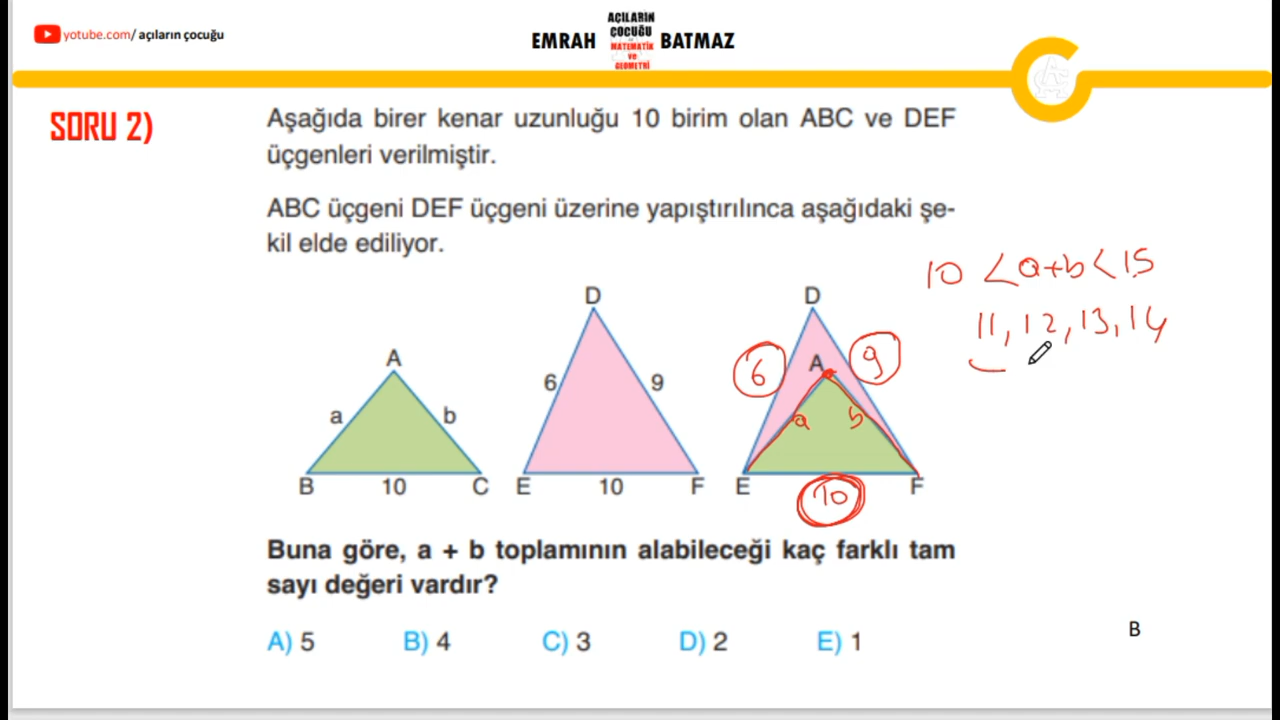 yotube.com/ açıların çocuğu
EMRAH
AÇILARIN
ÇOCUĞU
MATEMATİK
ve
GEOMETRİ
BATMAZ
SORU 2)
Aşağıda birer kenar uzunluğu 10 birim olan ABC ve DEF
üçgenleri verilmiştir.
ABC üçgeni DEF üçgeni üzerine yapıştırılınca aşağıdaki şe-
kil elde ediliyor.
10 < a+b < 15
11, 12, 13, 14
A
a
b
B
10
C
D
6
9
E
10
F
D
6
A
9
a
b
E
10
F
Buna göre, a + b toplamının alabileceği kaç farklı tam
sayı değeri vardır?
A) 5 B) 4 C) 3 D) 2 E) 1
B